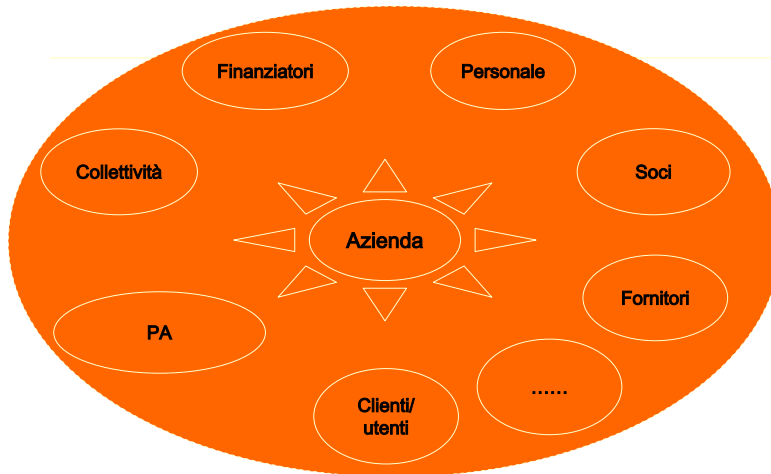 Finanziatori
Personale
Collettività
Soci
Azienda
Fornitori
PA
......
Clienti/
utenti